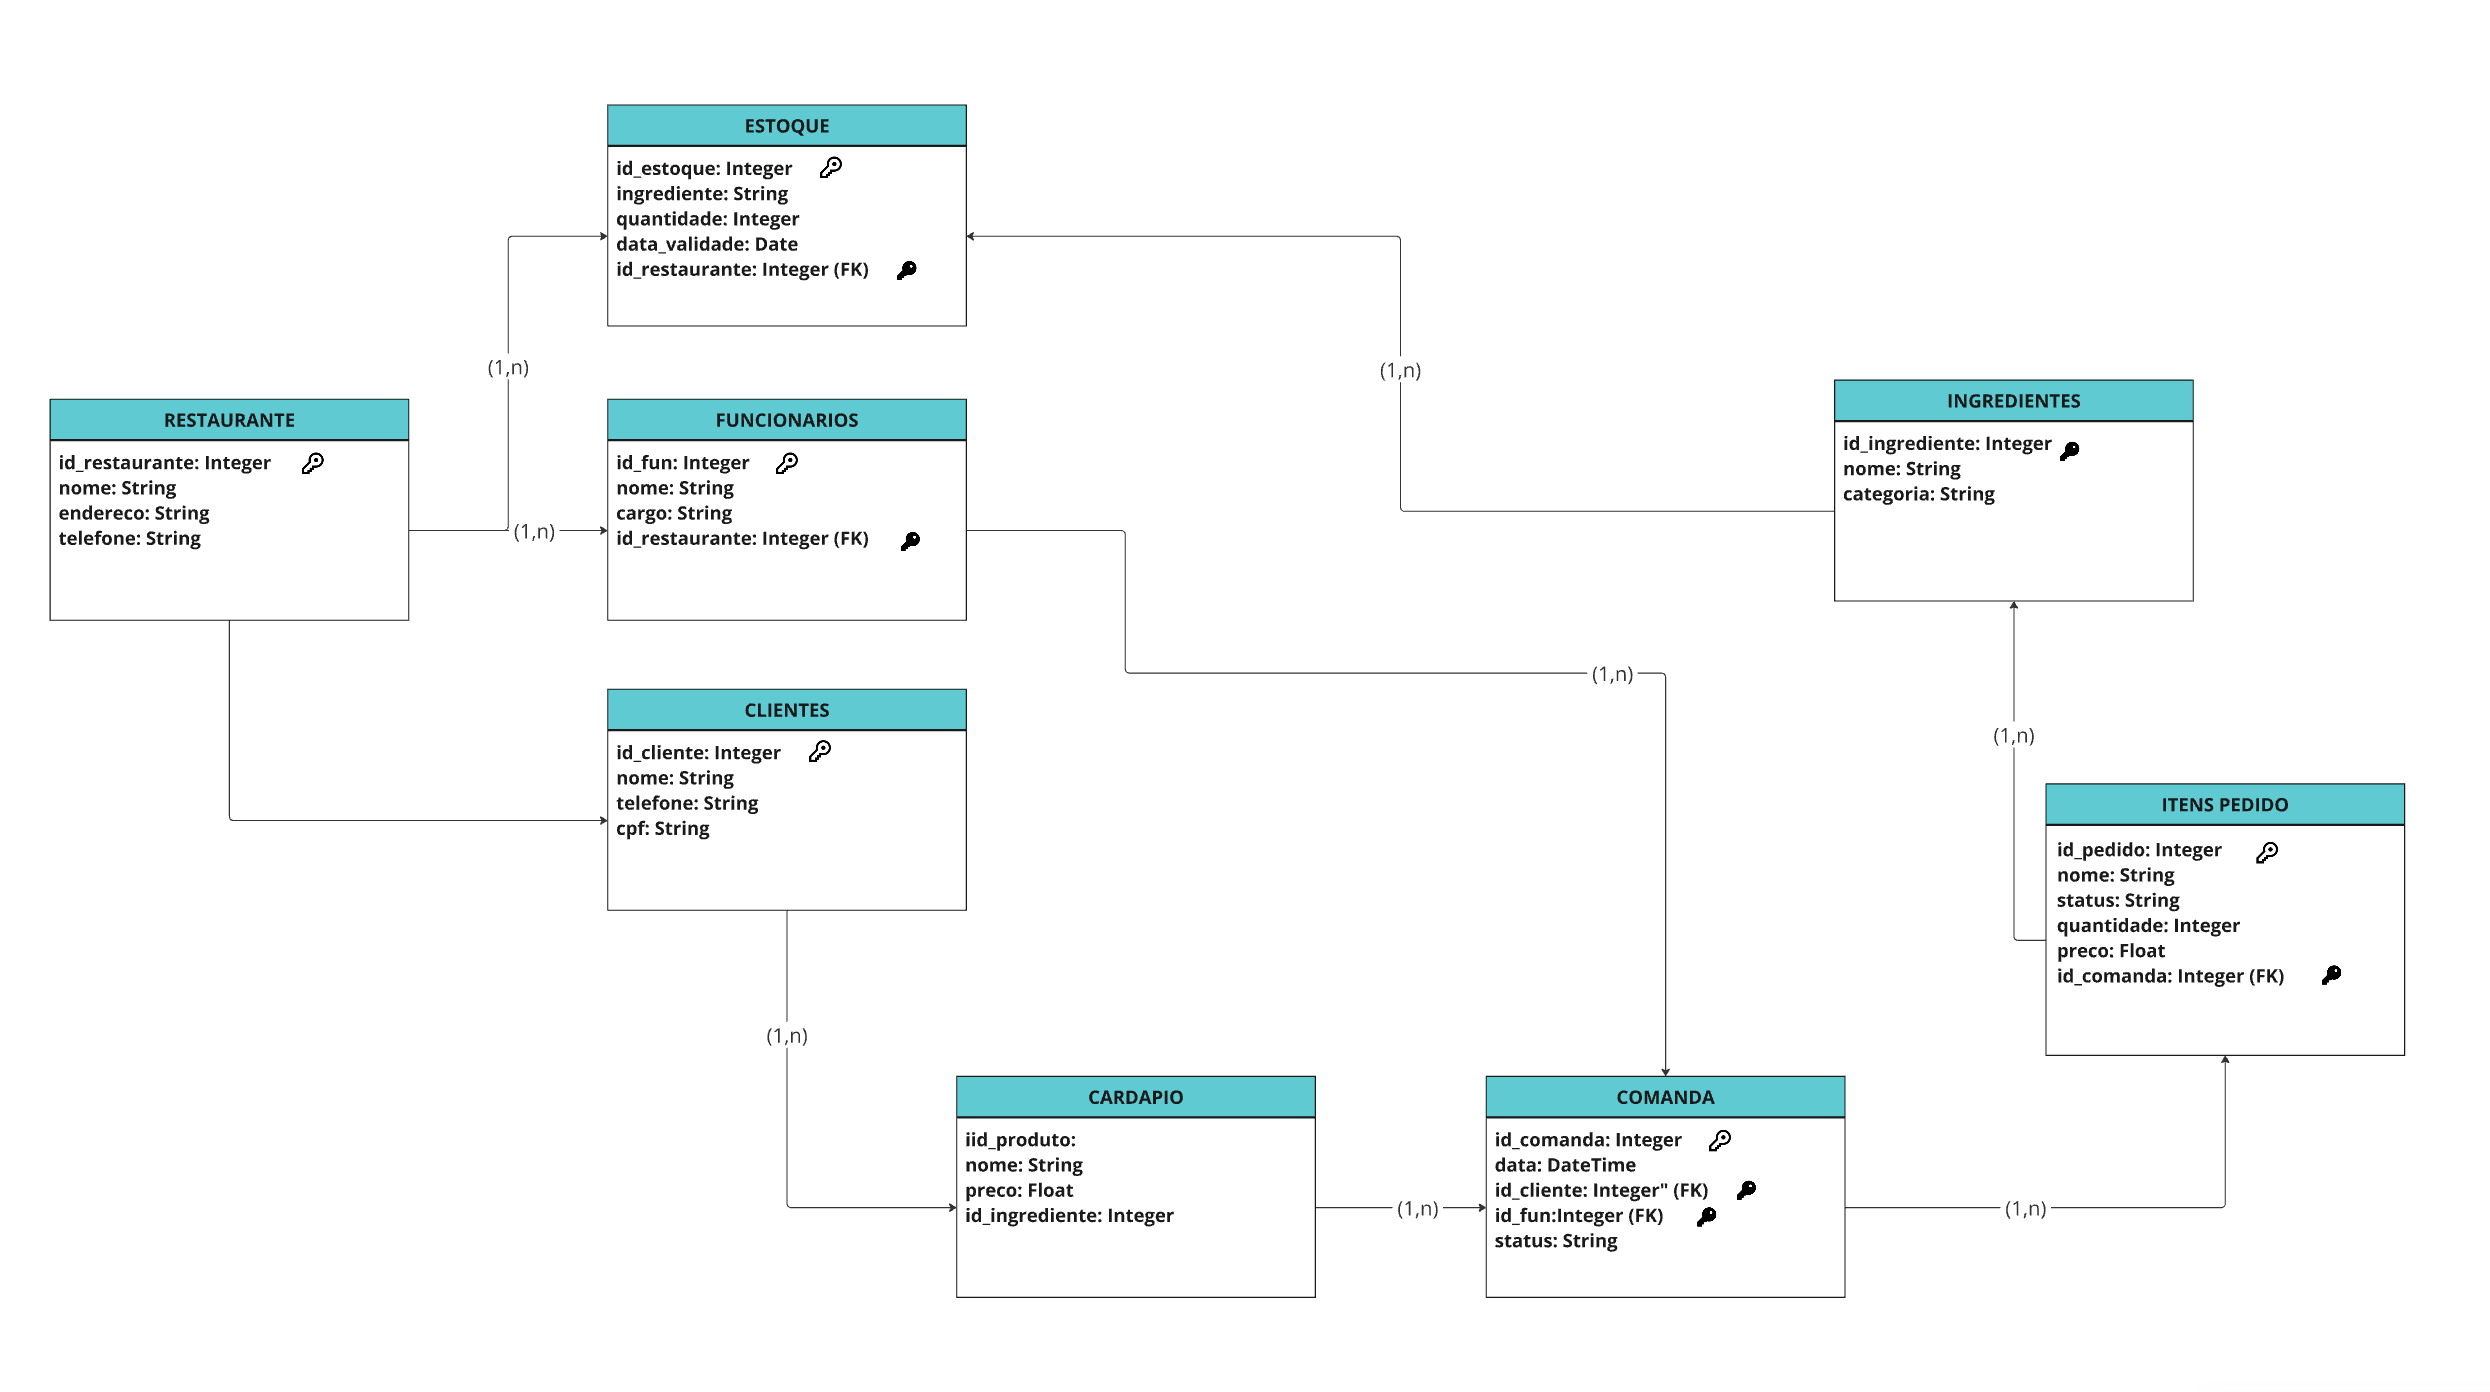 ESTOQUE
id_estoque: Integer
ingrediente: String
quantidade: Integer
data_validade: Date
id_restaurante: Integer (FK)
(1,n)
(1,n)
RESTAURANTE
id_restaurante: Integer
nome: String
endereco: String
telefone: String
(1,n)
FUNCIONARIOS
id_fun: Integer
nome: String
cargo: String
id_restaurante: Integer (FK)
INGREDIENTES
id_ingrediente: Integer
nome: String
categoria: String
(1,n)
CLIENTES
id_cliente: Integer
nome: String
telefone: String
cpf: String
(1,n)
ITENS PEDIDO
id_pedido: Integer
nome: String
status: String
quantidade: Integer
preco: Float
id_comanda: Integer (FK)
(1,n)
CARDAPIO
iid_produto:
nome: String
preco: Float
id_ingrediente: Integer
(1,n)
COMANDA
id_comanda: Integer
data: DateTime
id_cliente: Integer" (FK)
id_fun:Integer (FK)
status: String
(1,n)